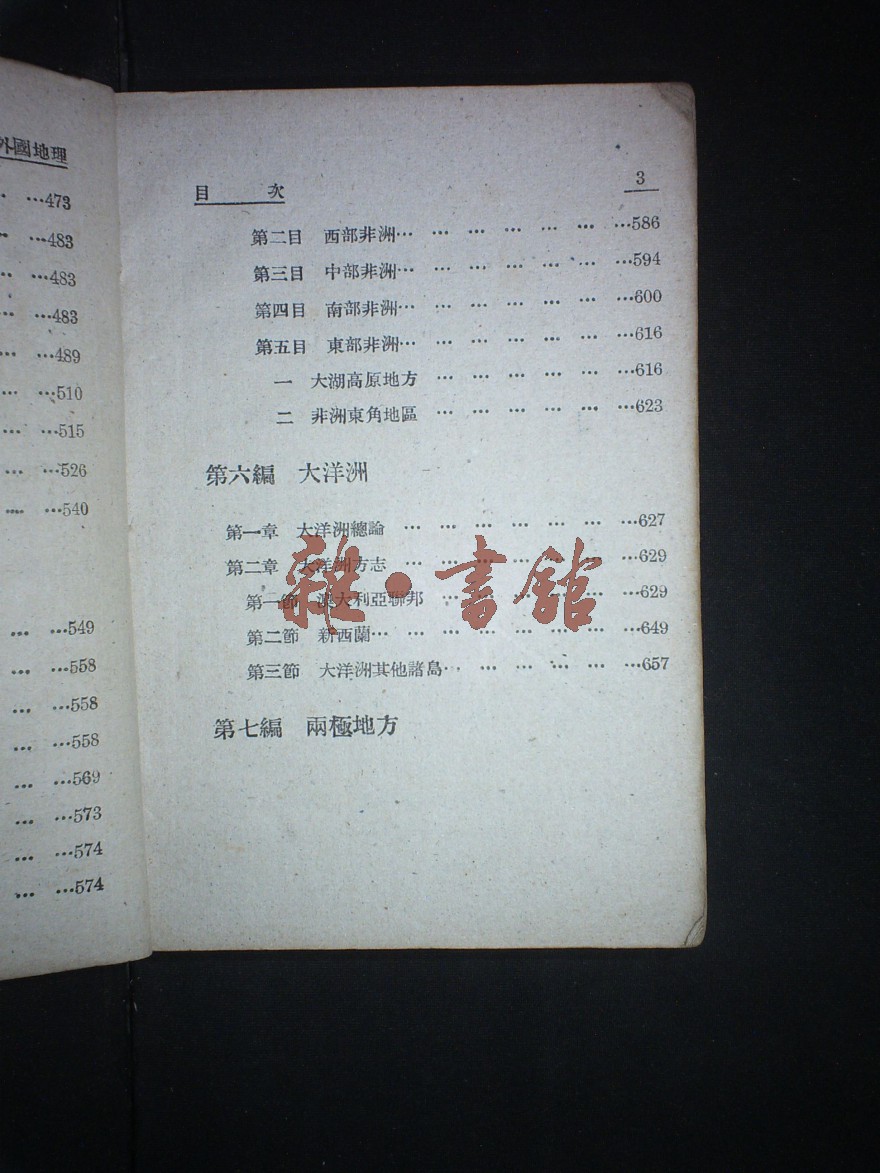 外國地理
…473
…483
…483
…483
…489
…510
…515
…526
…540
… …549
… …558
… …558
… …558
… …569
… …573
… …574
… …574
目 次 3
第二目 西部非洲… … … … … … …586
第三目 中部非洲… … … … … … …594
第四目 南部非洲… … … … … … …600
第五目 東部非洲… … … … … … …616
一 大湖高原地方 … … … … … …616
二 非洲東角地區 … … … … … …623
第六編 大洋洲
第一章 大洋洲總論 … … … … … … …627
第二章 大洋洲方志 … … … … … … …629
第一節 澳大利亞聯邦 … … … … … …629
第二節 新西蘭… … … … … … … …649
第三節 大洋洲其他諸島… … … … … …657
第七編 兩極地方
雜·書館